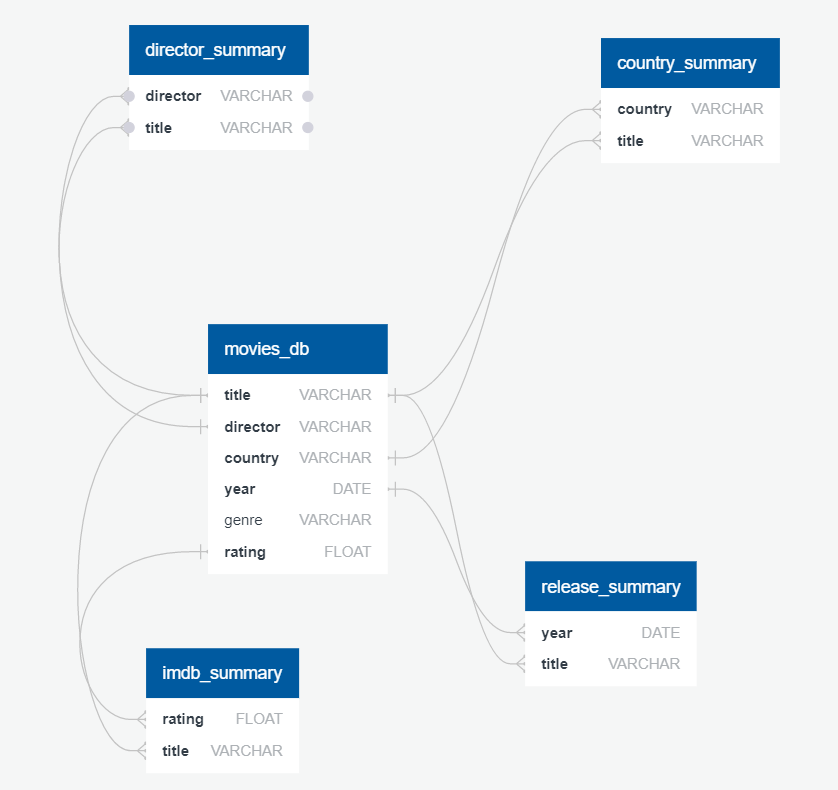 director_summary
director VARCHAR
title VARCHAR
country_summary
country VARCHAR
title VARCHAR
movies_db
title VARCHAR
director VARCHAR
country VARCHAR
year DATE
genre VARCHAR
rating FLOAT
release_summary
year DATE
title VARCHAR
imdb_summary
rating FLOAT
title VARCHAR